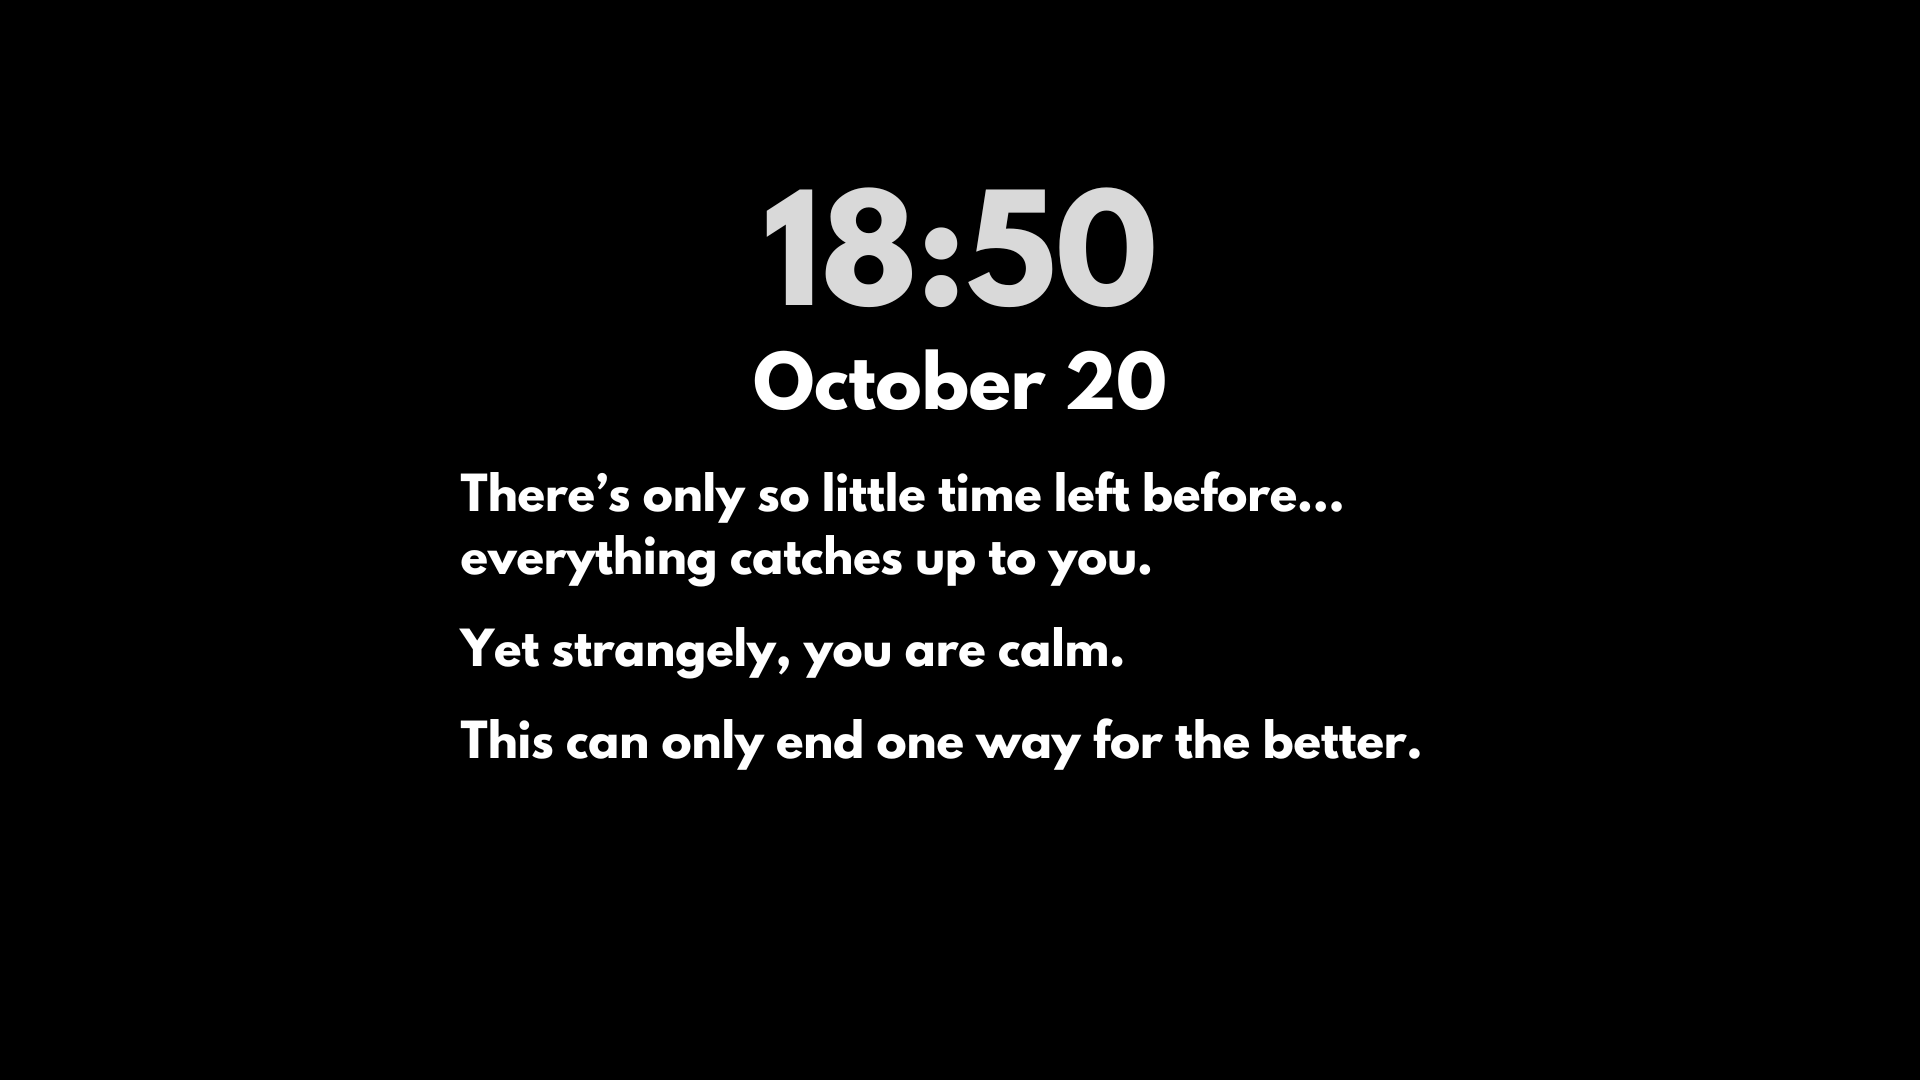 18:50
October 20
There’s only so little time left before...
everything catches up to you.
Yet strangely, you are calm.
This can only end one way for the better.